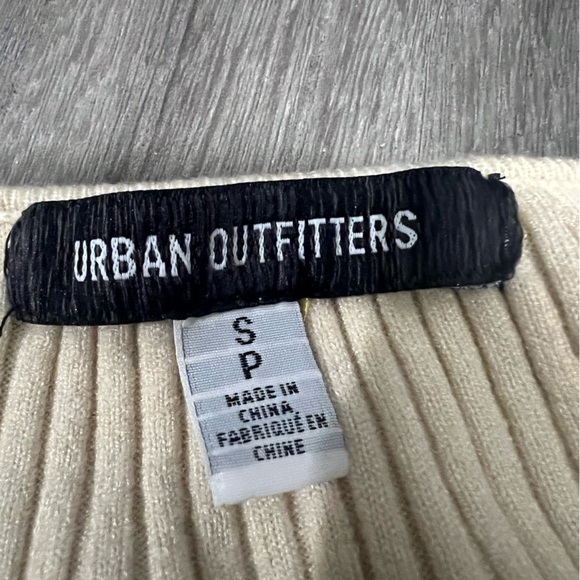 URBAN OUTFITTERS
S
P
MADE IN
CHINA,
FABRIQUÉ EN
CHINE